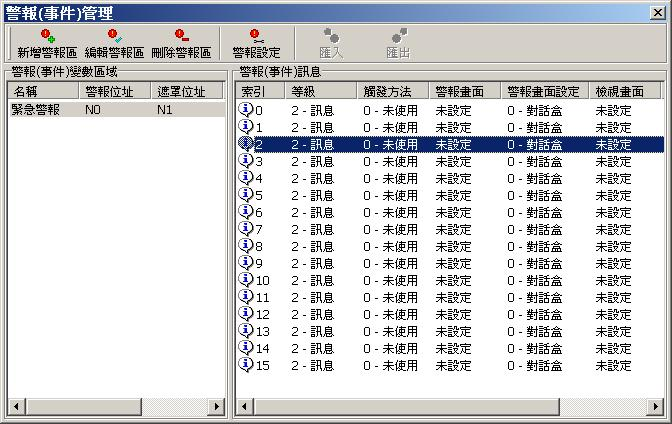 警報(事件)管理
新增警報區 編輯警報區 刪除警報區 警報設定 匯入 匯出
警報(事件)變數區域
名稱 警報位址 遮罩位址
緊急警報 N0 N1
警報(事件)訊息
索引 等級 觸發方法 警報畫面 警報畫面設定 檢視畫面
0 2 - 訊息 0 - 未使用 未設定 0 - 對話盒 未設定
1 2 - 訊息 0 - 未使用 未設定 0 - 對話盒 未設定
2 2 - 訊息 0 - 未使用 未設定 0 - 對話盒 未設定
3 2 - 訊息 0 - 未使用 未設定 0 - 對話盒 未設定
4 2 - 訊息 0 - 未使用 未設定 0 - 對話盒 未設定
5 2 - 訊息 0 - 未使用 未設定 0 - 對話盒 未設定
6 2 - 訊息 0 - 未使用 未設定 0 - 對話盒 未設定
7 2 - 訊息 0 - 未使用 未設定 0 - 對話盒 未設定
8 2 - 訊息 0 - 未使用 未設定 0 - 對話盒 未設定
9 2 - 訊息 0 - 未使用 未設定 0 - 對話盒 未設定
10 2 - 訊息 0 - 未使用 未設定 0 - 對話盒 未設定
11 2 - 訊息 0 - 未使用 未設定 0 - 對話盒 未設定
12 2 - 訊息 0 - 未使用 未設定 0 - 對話盒 未設定
13 2 - 訊息 0 - 未使用 未設定 0 - 對話盒 未設定
14 2 - 訊息 0 - 未使用 未設定 0 - 對話盒 未設定
15 2 - 訊息 0 - 未使用 未設定 0 - 對話盒 未設定